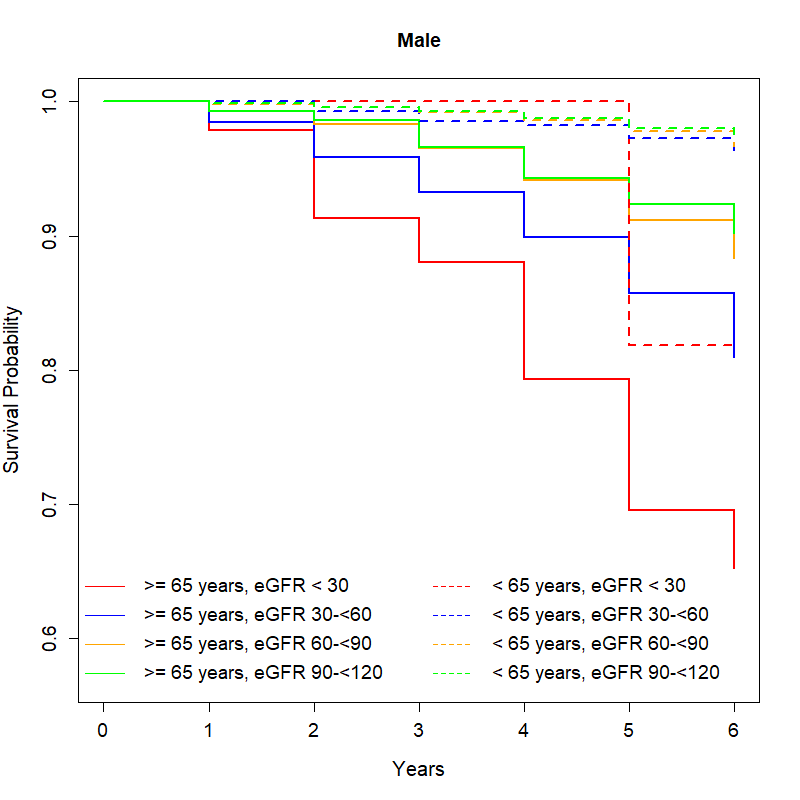 Male
Survival Probability
1.0
0.9
0.8
0.7
0.6
>= 65 years, eGFR < 30
>= 65 years, eGFR 30-<60
>= 65 years, eGFR 60-<90
>= 65 years, eGFR 90-<120
< 65 years, eGFR < 30
< 65 years, eGFR 30-<60
< 65 years, eGFR 60-<90
< 65 years, eGFR 90-<120
0 1 2 3 4 5 6
Years